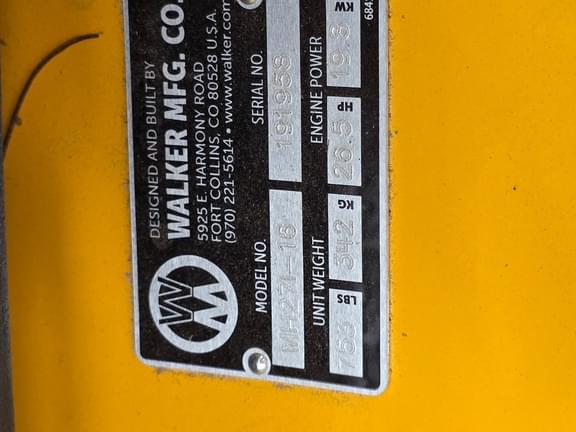 DESIGNED AND BUILT BY
WALKER MFG. CO.
5925 E. HARMONY ROAD
FORT COLLINS, CO 80528 U.S.A.
(970) 221-5614 • www.walker.com
MODEL NO. SERIAL NO.
MH27I-16 191958
UNIT WEIGHT ENGINE POWER
753 LBS 342 KG 26.5 HP 19.8 KW